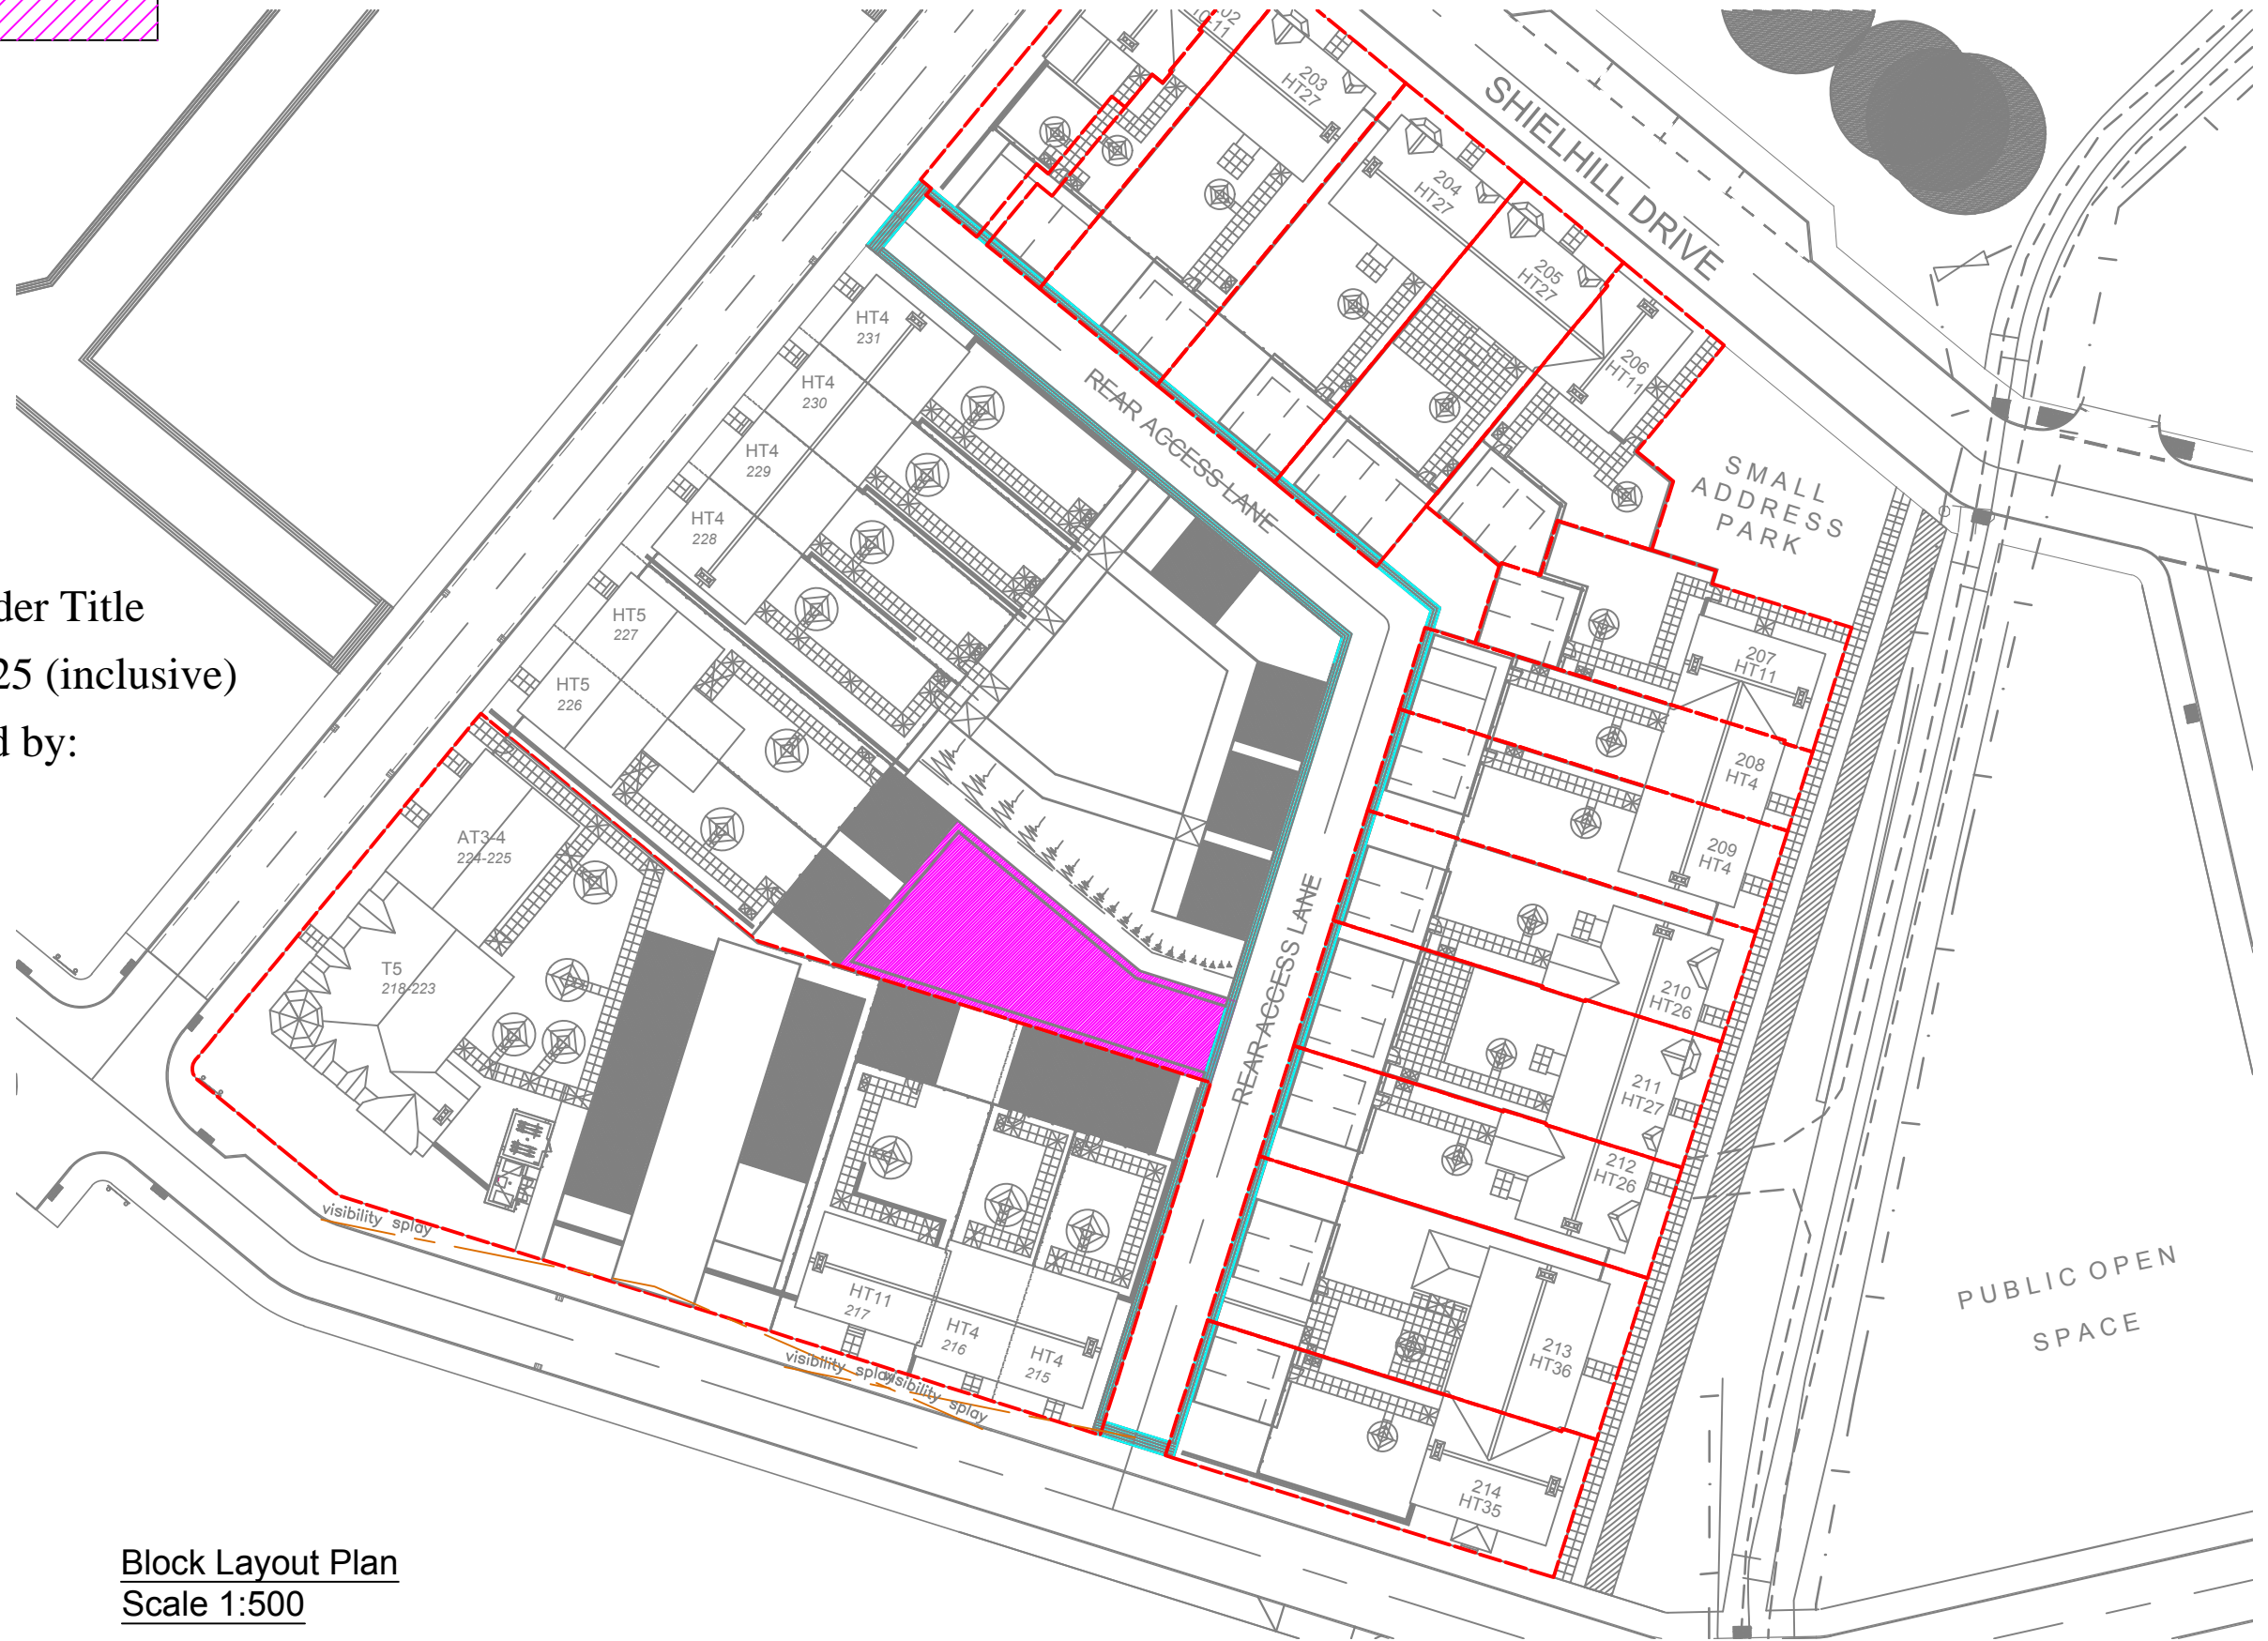 02
10-11
203
HT27
SHIELHILL DRIVE
204
HT27
205
HT27
206
HT11
HT4
231
HT4
230
HT4
229
HT4
228
HT5
227
HT5
226
REAR ACCESS LANE
SMALL
ADDRESS
PARK
der Title
25 (inclusive)
d by:
207
HT11
208
HT4
209
HT4
AT3-4
224-225
T5
218-223
REAR ACCESS LANE
210
HT26
211
HT27
212
HT26
visibility splay
HT11
217
HT4
216
HT4
215
visibility splay
visibility splay
213
HT36
214
HT35
PUBLIC OPEN
SPACE
Block Layout Plan
Scale 1:500